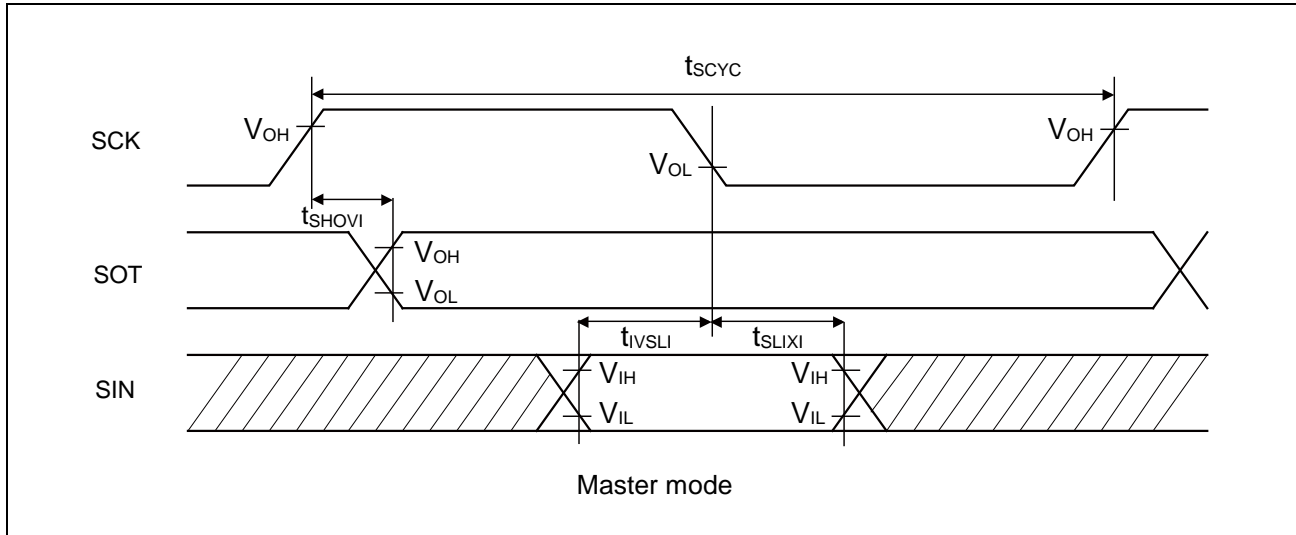 tSCYC
SCK
VOH
VOL
VOH
tSHOVI
SOT
VOH
VOL
tIVSLI
tSLIXI
SIN
VIH
VIL
VIH
VIL
Master mode